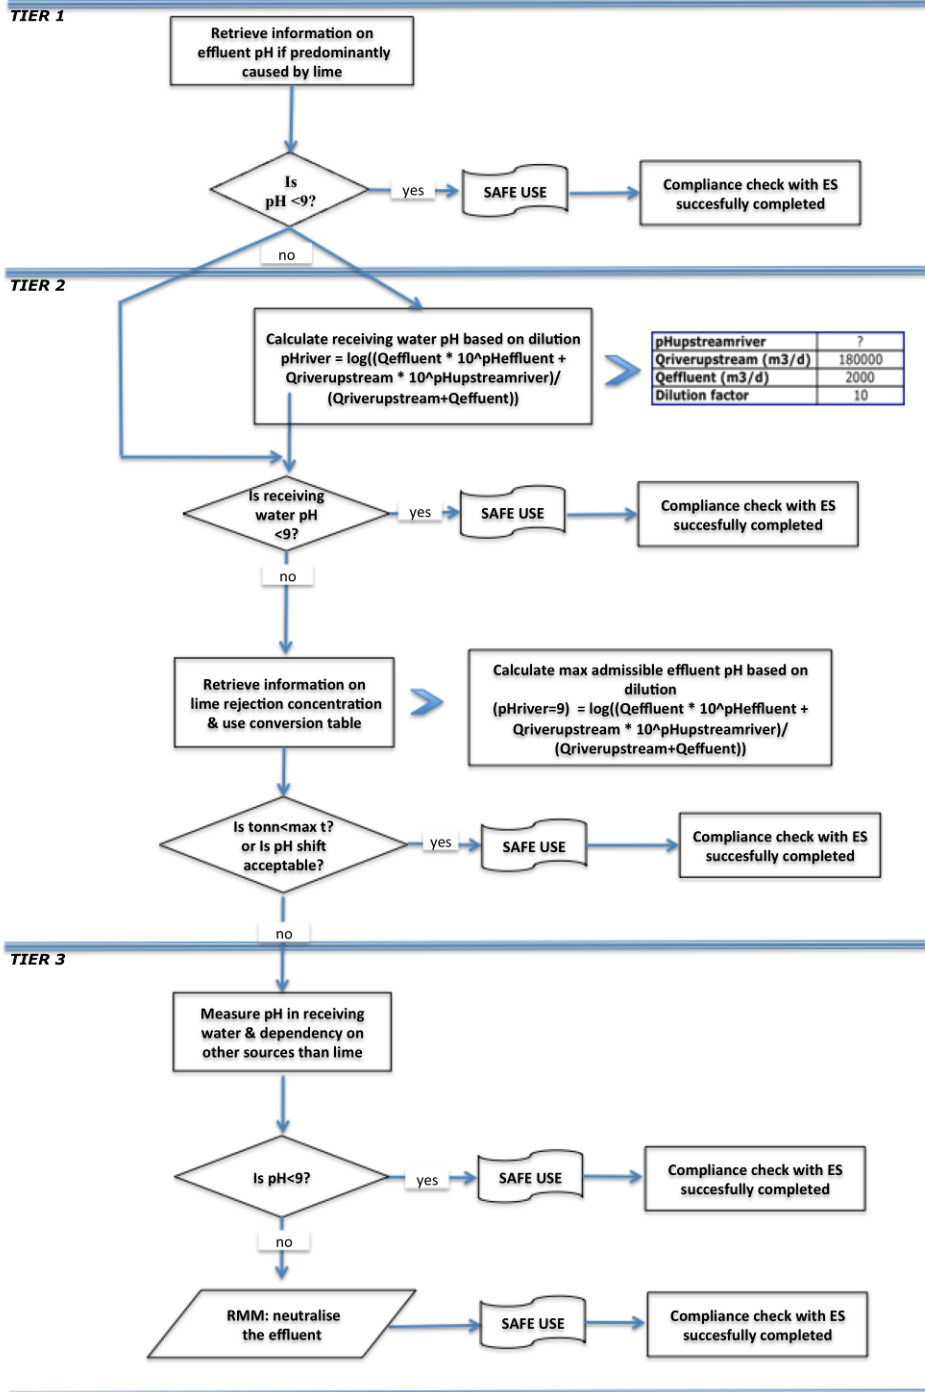 TIER 1
Retrieve information on
effluent pH if predominantly
caused by lime
Is
pH <9?
yes
SAFE USE
Compliance check with ES
succesfully completed
no
TIER 2
Calculate receiving water pH based on dilution
pHriver = log((Qeffluent * 10^pHeffluent +
Qriverupstream * 10^pHupstreamriver)/
(Qriverupstream+Qeffuent))
pHupstreamriver ?
Qriverupstream (m3/d) 180000
Qeffluent (m3/d) 2000
Dilution factor 10
Is receiving
water pH
<9?
yes
SAFE USE
Compliance check with ES
succesfully completed
no
Retrieve information on
lime rejection concentration
& use conversion table
Calculate max admissible effluent pH based on
dilution
(pHriver=9) = log((Qeffluent * 10^pHeffluent +
Qriverupstream * 10^pHupstreamriver)/
(Qriverupstream+Qeffuent))
Is tonn<max t?
or Is pH shift
acceptable?
yes
SAFE USE
Compliance check with ES
succesfully completed
no
TIER 3
Measure pH in receiving
water & dependency on
other sources than lime
Is pH<9?
yes
SAFE USE
Compliance check with ES
succesfully completed
no
RMM: neutralise
the effluent
SAFE USE
Compliance check with ES
succesfully completed